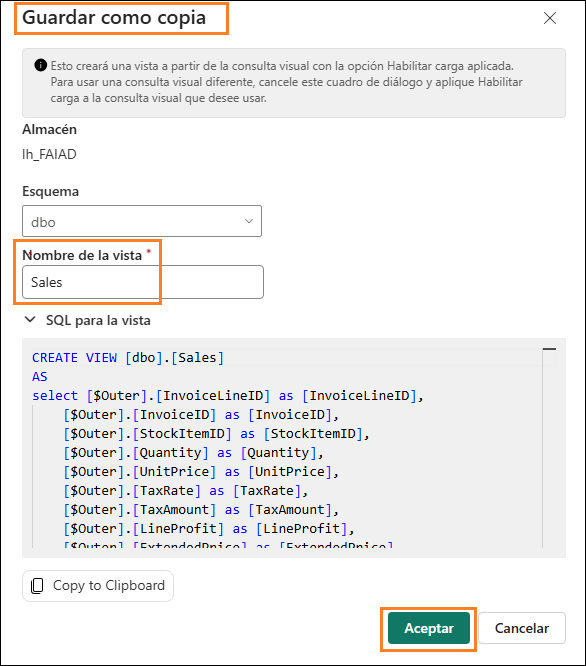 Guardar como copia
Esto creará una vista a partir de la consulta visual con la opción Habilitar carga aplicada.
Para usar una consulta visual diferente, cancele este cuadro de diálogo y aplique Habilitar
carga a la consulta visual que desee usar.
Almacén
lh_FAIAD
Esquema
dbo
Nombre de la vista *
Sales
SQL para la vista
CREATE VIEW [dbo].[Sales]
AS
select [$Outer].[InvoiceLineID] as [InvoiceLineID],
[$Outer].[InvoiceID] as [InvoiceID],
[$Outer].[StockItemID] as [StockItemID],
[$Outer].[Quantity] as [Quantity],
[$Outer].[UnitPrice] as [UnitPrice],
[$Outer].[TaxRate] as [TaxRate],
[$Outer].[TaxAmount] as [TaxAmount],
[$Outer].[LineProfit] as [LineProfit],
[$Outer].[ExtendedPrice] as [ExtendedPrice]
Copy to Clipboard
Aceptar
Cancelar